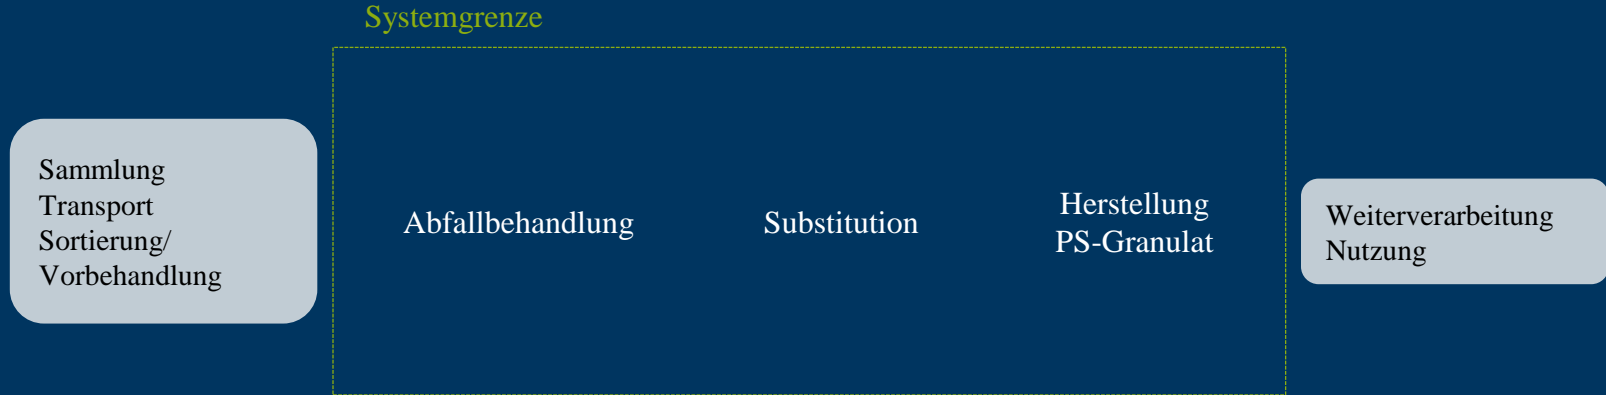 Systemgrenze
Sammlung
Transport
Sortierung/
Vorbehandlung
Abfallbehandlung
Substitution
Herstellung
PS-Granulat
Weiterverarbeitung
Nutzung